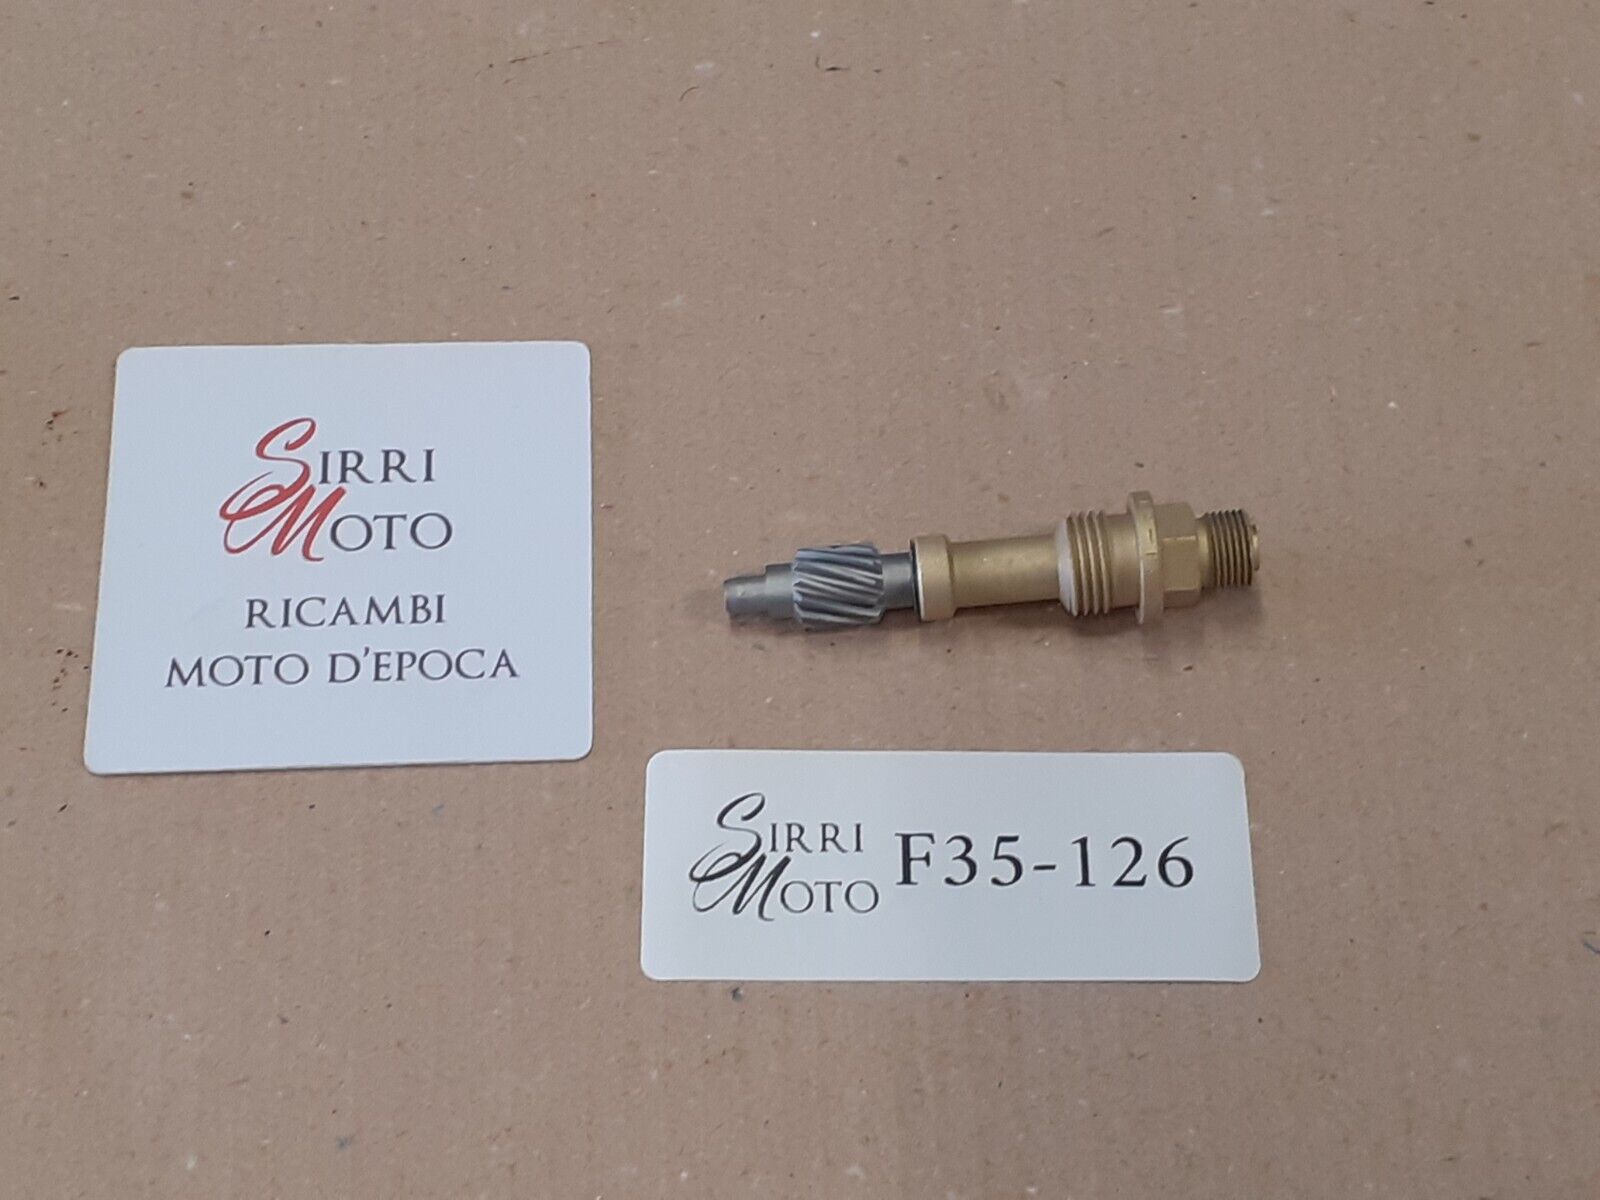 SIRRI
MOTO
RICAMBI
MOTO D'EPOCA
SIRRI
MOTO
F35-126